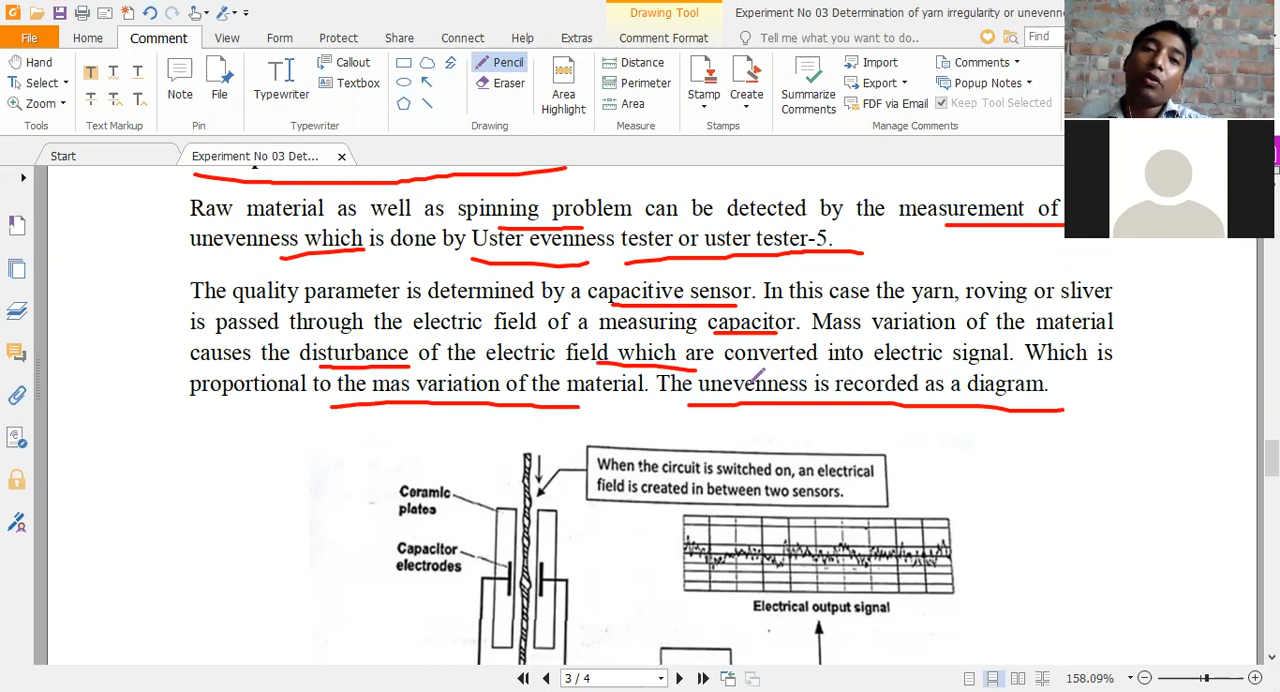 Drawing Tool
Experiment No 03 Determination of yarn irregularity or unevenne
File
Home
Comment
View
Form
Protect
Share
Connect
Help
Extras
Comment Format
Tell me what you want to do..
Find
Hand
Select
Zoom
Tools
Text Markup
Note
File
Pin
Typewriter
Callout
Textbox
Typewriter
Pencil
Eraser
Drawing
Area
Highlight
Distance
Perimeter
Area
Measure
Stamp
Create
Stamps
Summarize
Comments
Import
Export
FDF via Email
Comments
Popup Notes
Keep Tool Selected
Manage Comments
Start
Experiment No 03 Det...
Raw material as well as spinning problem can be detected by the measurement of
unevenness which is done by Uster evenness tester or uster tester-5.
The quality parameter is determined by a capacitive sensor. In this case the yarn, roving or sliver
is passed through the electric field of a measuring capacitor. Mass variation of the material
causes the disturbance of the electric field which are converted into electric signal. Which is
proportional to the mas variation of the material. The unevenness is recorded as a diagram.
When the circuit is switched on, an electrical
field is created in between two sensors.
Ceramic
plates
Capacitor
electrodes
Electrical output signal
3 / 4
158.09%